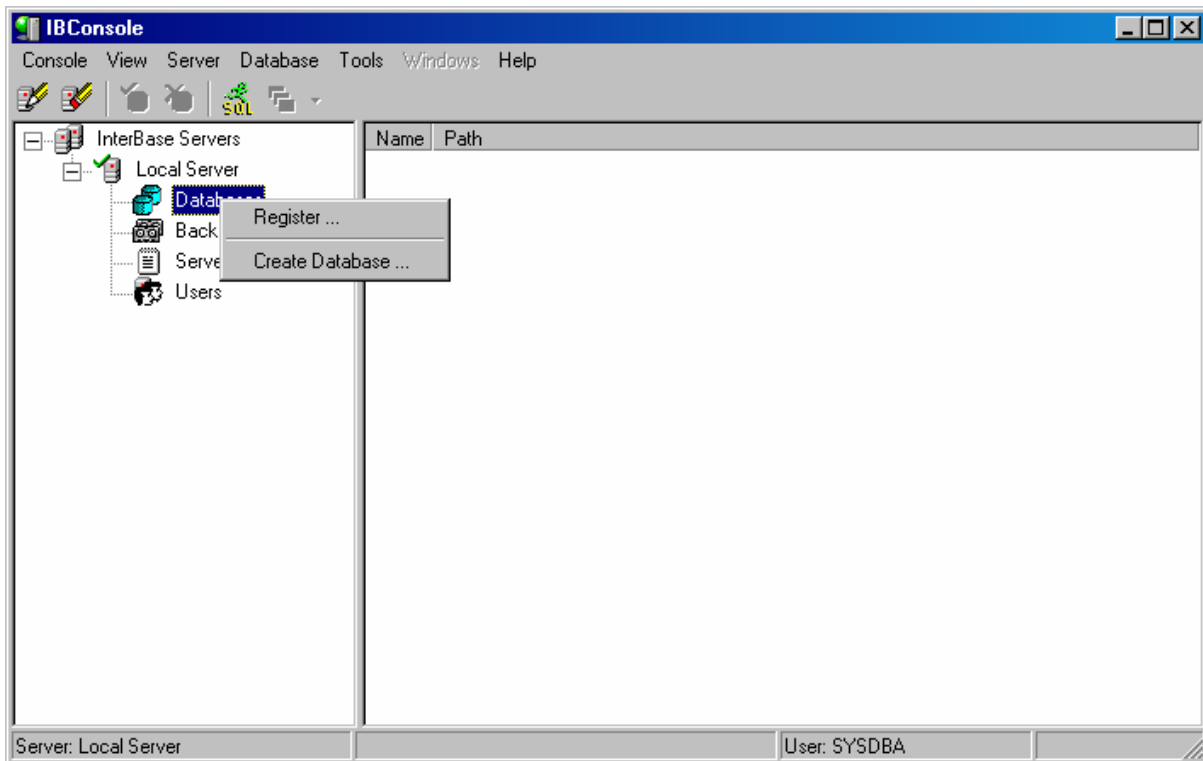 IBConsole
Console View Server Database Tools Windows Help
SQL
InterBase Servers
Local Server
Back
Serve
Users
Name Path
Register ...
Create Database ...
Server: Local Server
User: SYSDBA